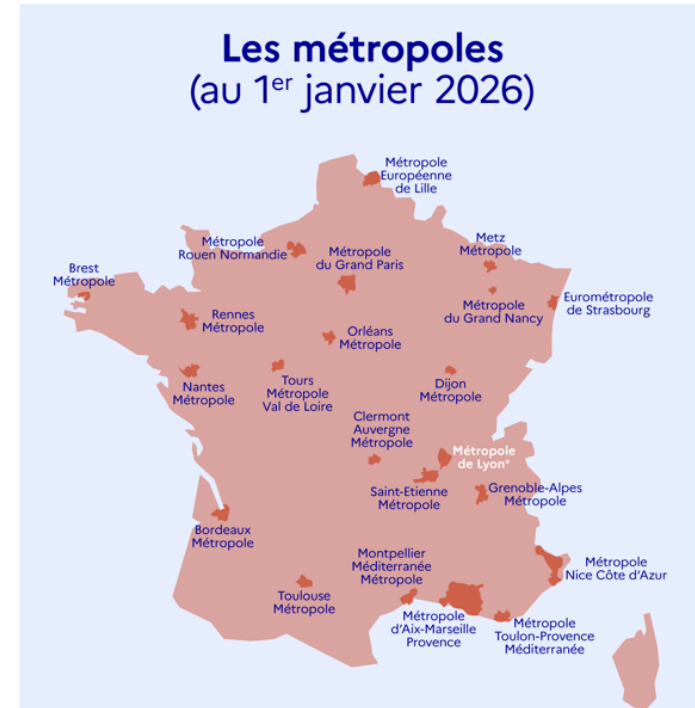 Les métropoles
(au 1er janvier 2026)
Métropole
Européenne
de Lille
Métropole
Rouen Normandie
Métropole
du Grand Paris
Metz
Métropole
Brest
Métropole
Rennes
Métropole
Orléans
Métropole
Métropole
du Grand Nancy
Eurométropole
de Strasbourg
Nantes
Métropole
Tours
Métropole
Val de Loire
Dijon
Métropole
Clermont
Auvergne
Métropole
Métropole
de Lyon*
Saint-Etienne
Métropole
Grenoble-Alpes
Métropole
Bordeaux
Métropole
Montpellier
Méditerranée
Métropole
Métropole
Nice Côte d'Azur
Toulouse
Métropole
Métropole
d'Aix-Marseille
Provence
Métropole
Toulon-Provence
Méditerranée